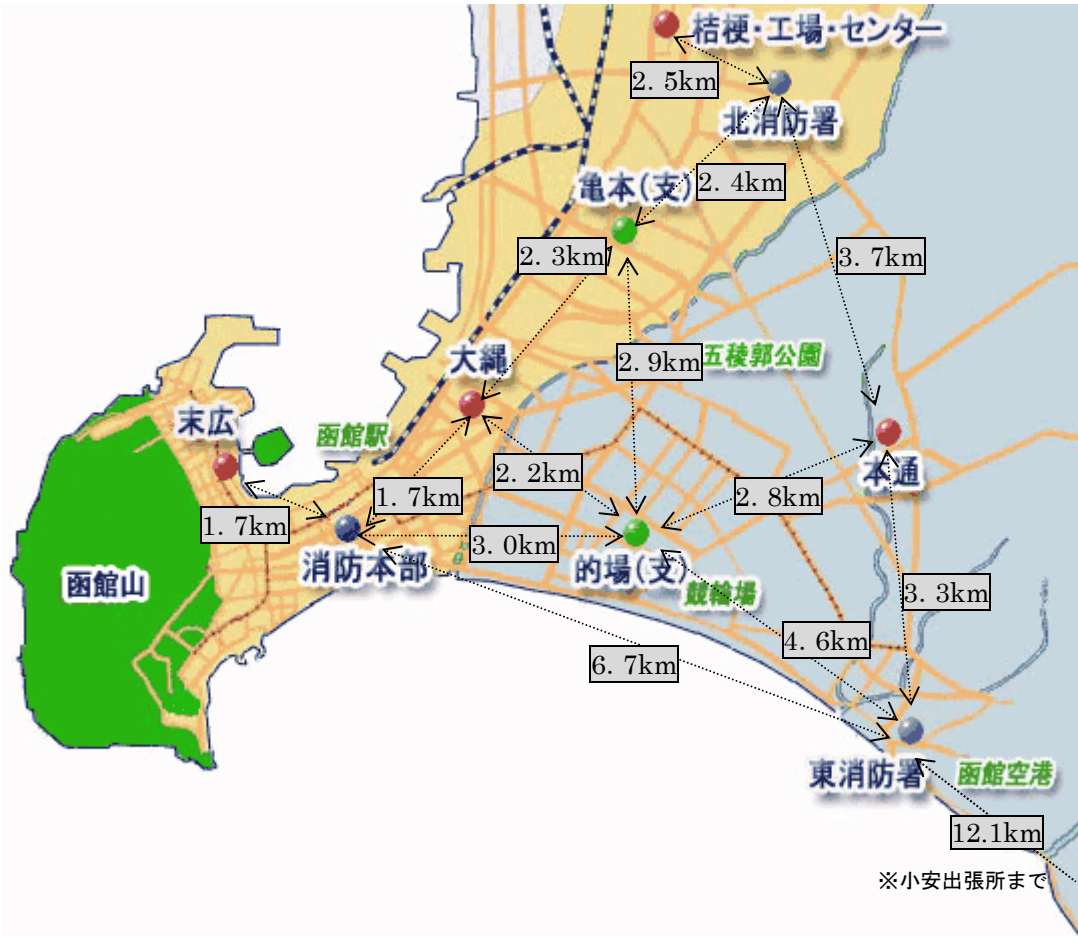 桔梗・工場・センター
2.5km
北消防署
2.4km
亀本(支)
2.3km
3.7km
大縄
2.9km
五稜郭公園
末広
函館駅
本通
2.2km
1.7km
2.8km
1.7km
3.0km
消防本部
的場(支)
函館山
競輪場
3.3km
4.6km
6.7km
東消防署
函館空港
12.1km
※小安出張所まで